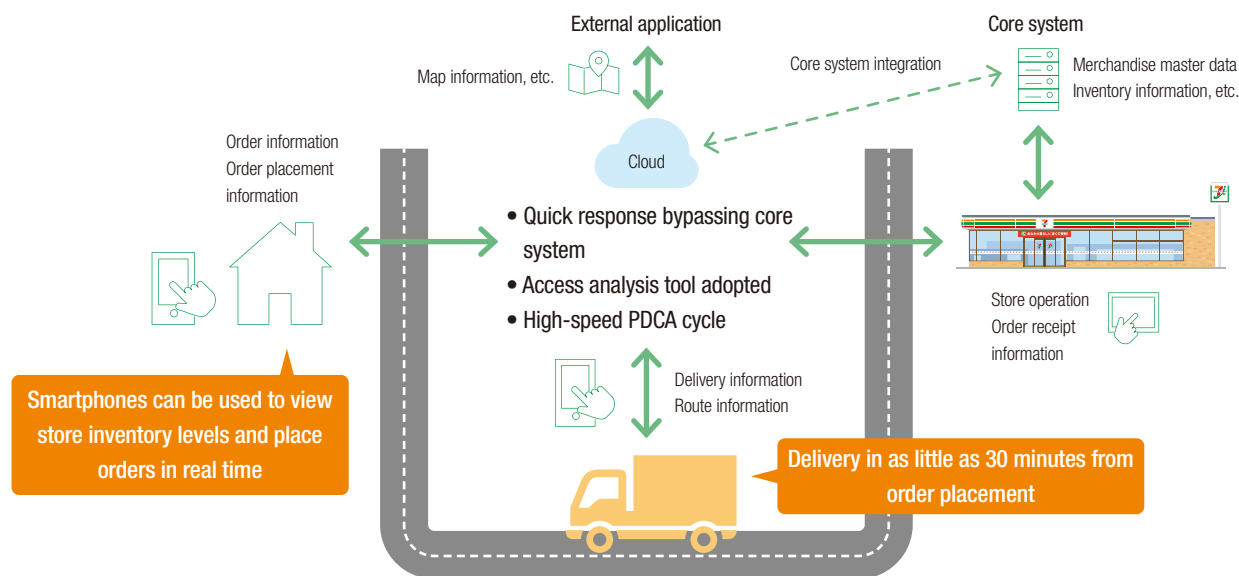 External application
Core system
Map information, etc.
Core system integration
Merchandise master data
Inventory information, etc.
Order information
Order placement
information
Cloud
• Quick response bypassing core
system
• Access analysis tool adopted
• High-speed PDCA cycle
7
Store operation
Order receipt
information
Delivery information
Route information
Smartphones can be used to view
store inventory levels and place
orders in real time
Delivery in as little as 30 minutes from
order placement